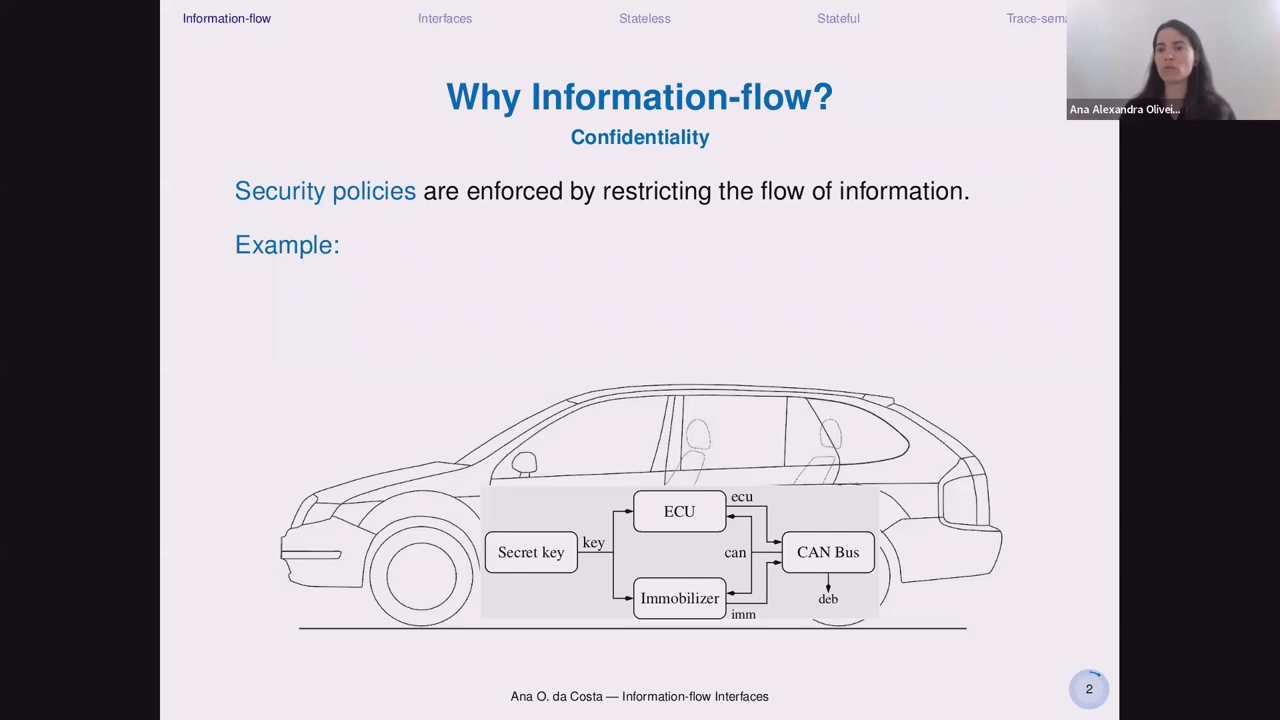 Information-flow
Interfaces
Stateless
Stateful
Trace-sema
Ana Alexandra Olivei...
Why Information-flow?
Confidentiality
Security policies are enforced by restricting the flow of information.
Example:
ecu
ECU
key
Secret key
can
CAN Bus
Immobilizer
deb
imm
2
Ana O. da Costa — Information-flow Interfaces